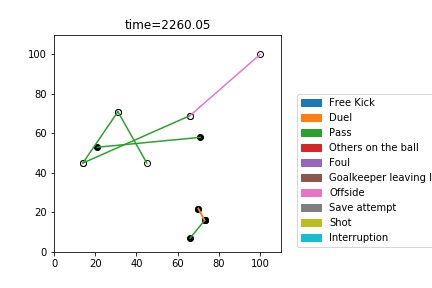 time=2260.05
100
80
60
40
20
0
0 20 40 60 80 100
Free Kick
Duel
Pass
Others on the ball
Foul
Goalkeeper leaving l
Offside
Save attempt
Shot
Interruption